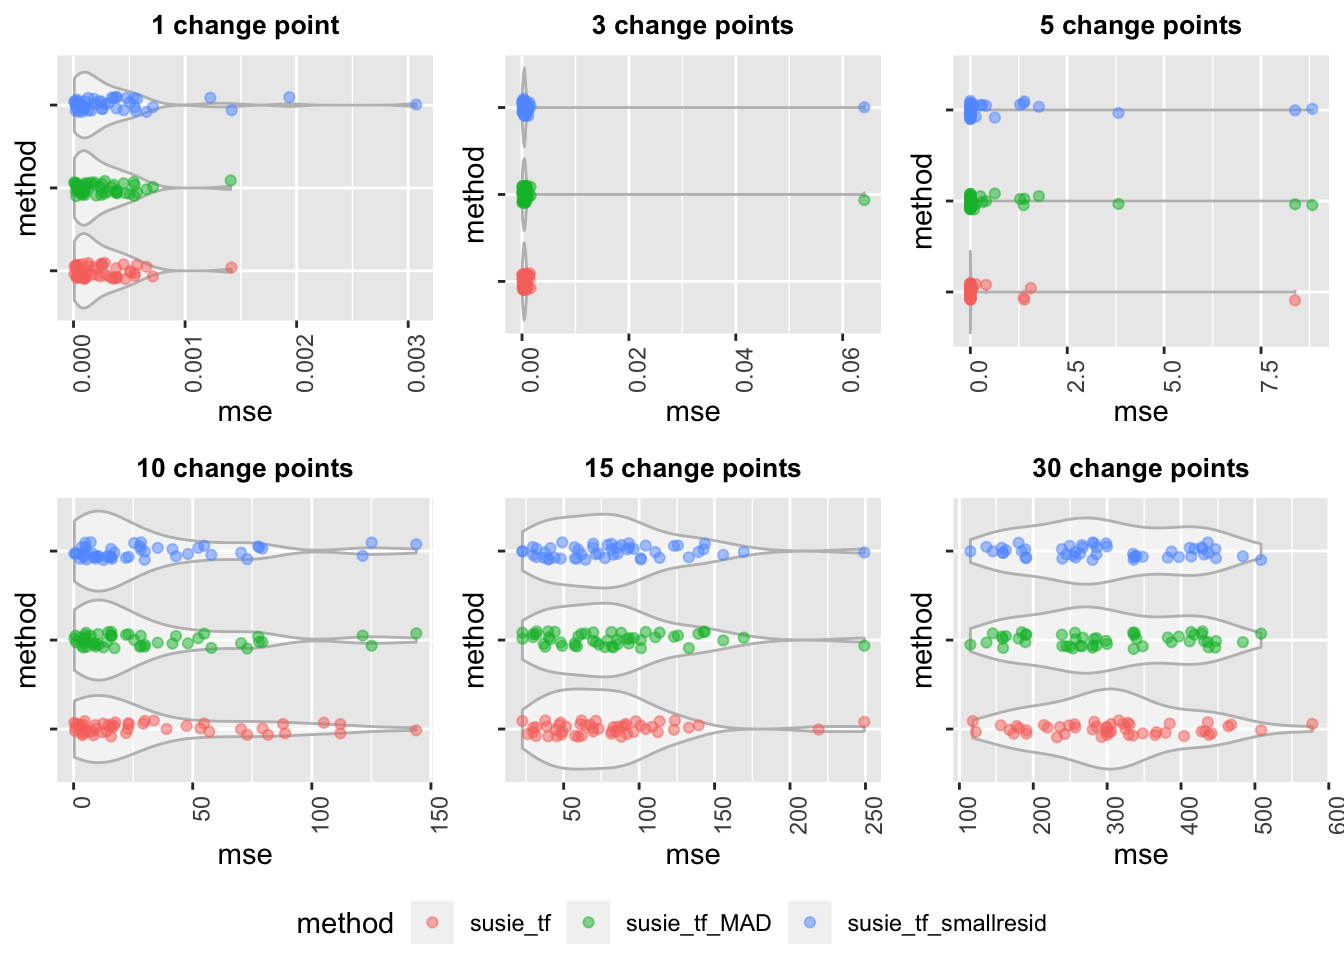 1 change point
method
0.000
0.001
0.002
0.003
mse
3 change points
method
0.00
0.02
0.04
0.06
mse
5 change points
method
0.0
2.5
5.0
7.5
mse
10 change points
method
0
50
100
150
mse
15 change points
method
50
100
150
200
250
mse
30 change points
method
100
200
300
400
500
600
mse
method susie_tf susie_tf_MAD susie_tf_smallresid